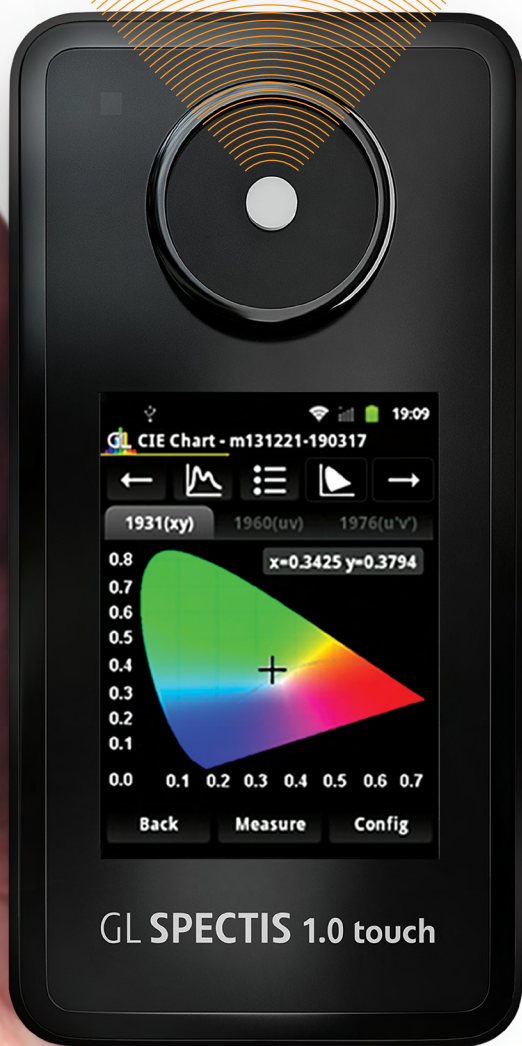 19:09
GL CIE Chart - m131221-190317
1931(xy) 1960(uv) 1976(u'v')
x=0.3425 y=0.3794
0.8
0.7
0.6
0.5
0.4
0.3
0.2
0.1
0.0 0.1 0.2 0.3 0.4 0.5 0.6 0.7
Back Measure Config
GL SPECTIS 1.0 touch